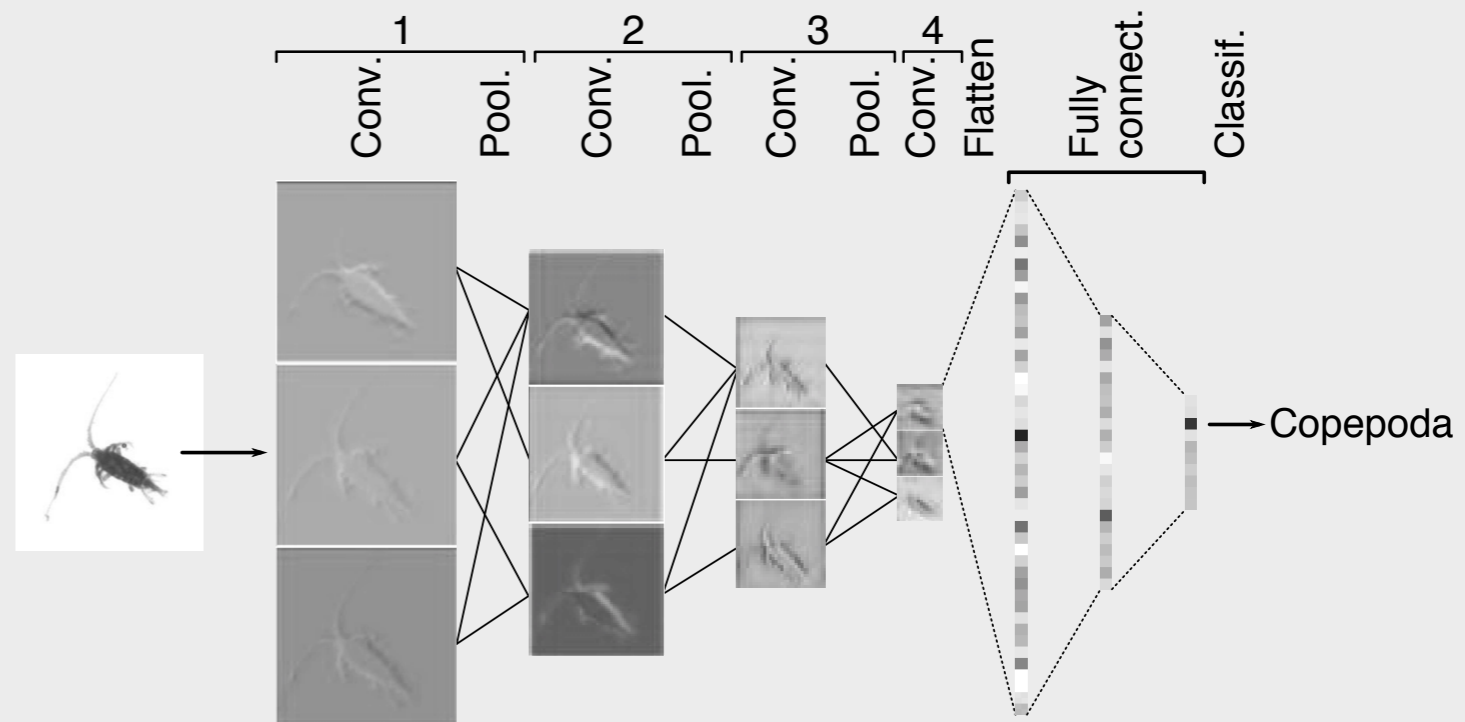 1
2
3
4
Conv.
Pool.
Conv.
Pool.
Conv.
Pool.
Conv.
Flatten
Fully
connect.
Classif.
Copepoda